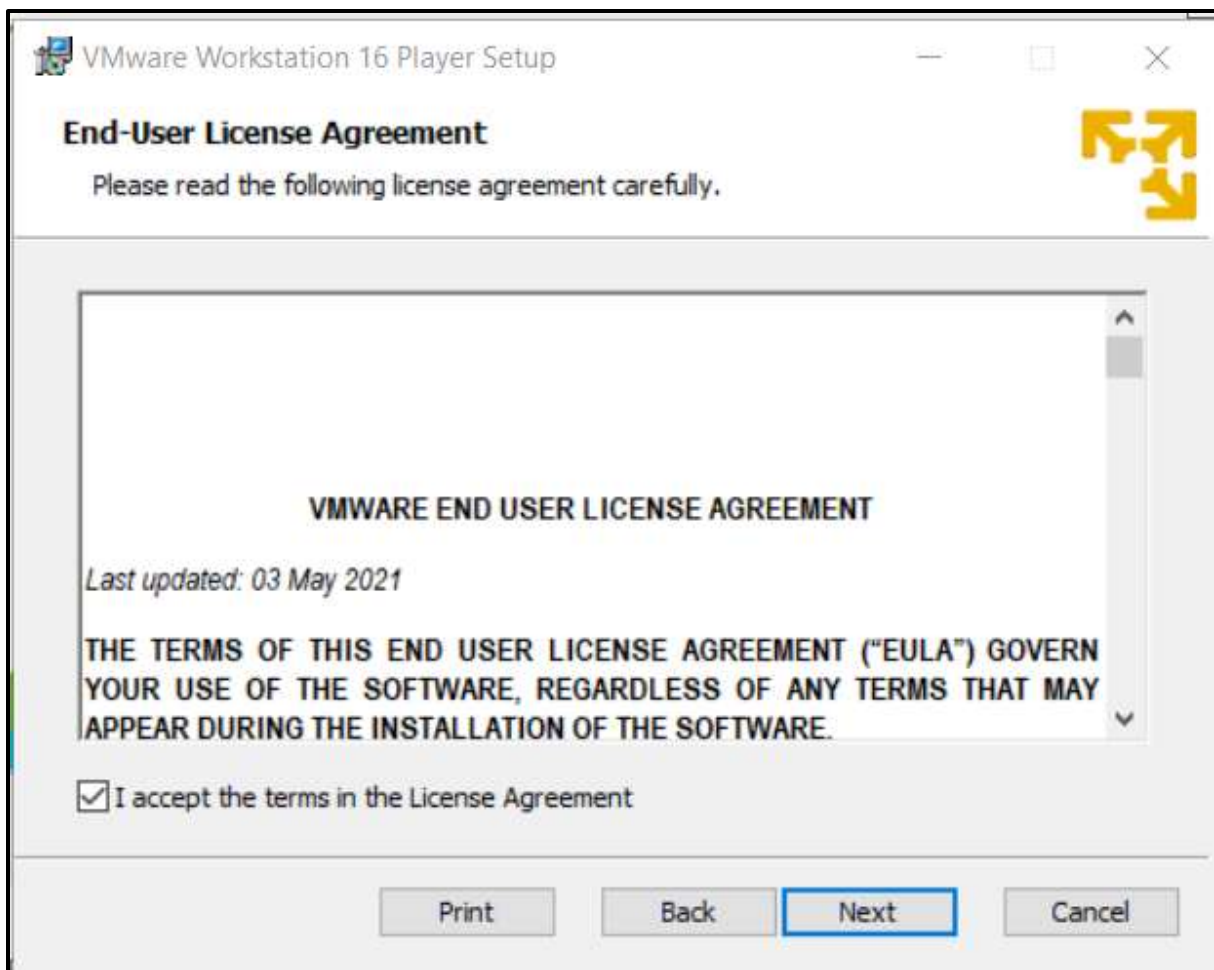 VMware Workstation 16 Player Setup
End-User License Agreement
Please read the following license agreement carefully.
VMWARE END USER LICENSE AGREEMENT
Last updated: 03 May 2021
THE TERMS OF THIS END USER LICENSE AGREEMENT (“EULA”) GOVERN
YOUR USE OF THE SOFTWARE, REGARDLESS OF ANY TERMS THAT MAY
APPEAR DURING THE INSTALLATION OF THE SOFTWARE.
I accept the terms in the License Agreement
Print Back Next Cancel